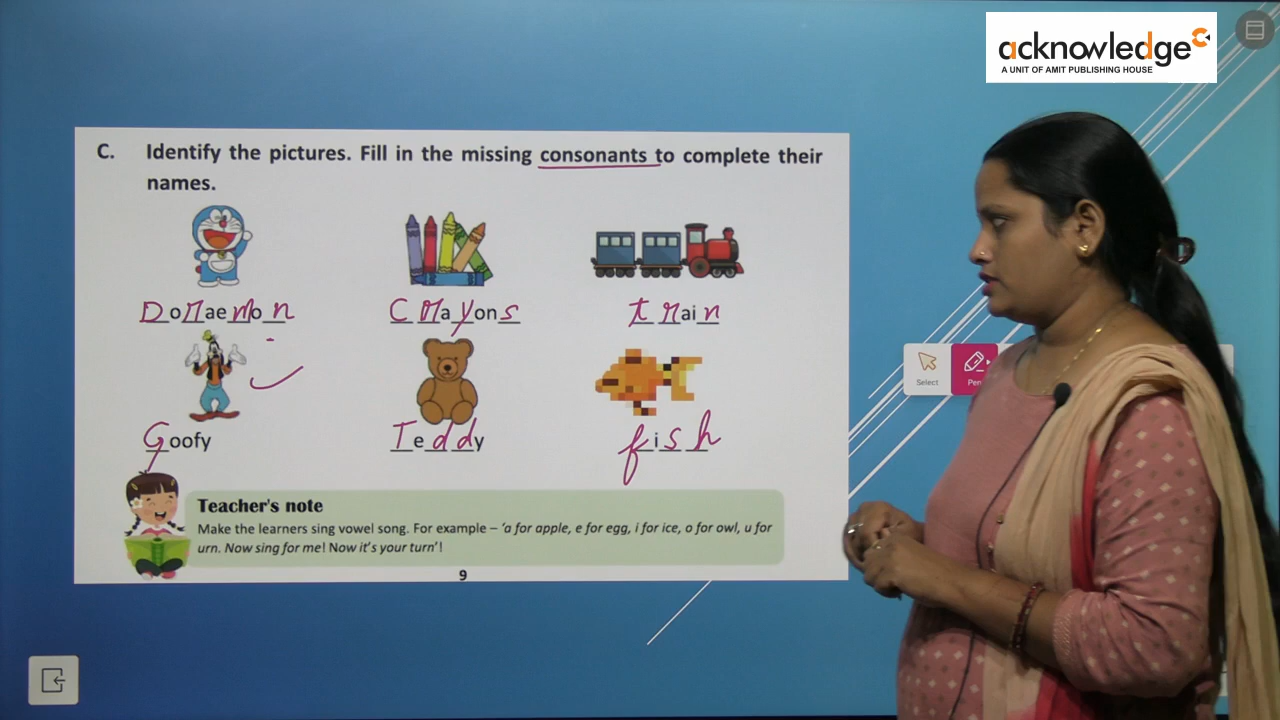 acknowledge
A UNIT OF AMIT PUBLISHING HOUSE
C. Identify the pictures. Fill in the missing consonants to complete their
names.
Doraemon Crayons train
Goofy Teddy fish
Teacher's note
Make the learners sing vowel song. For example – 'a for apple, e for egg, i for ice, o for owl, u for
urn. Now sing for me! Now it's your turn'!
9
Select
Pen